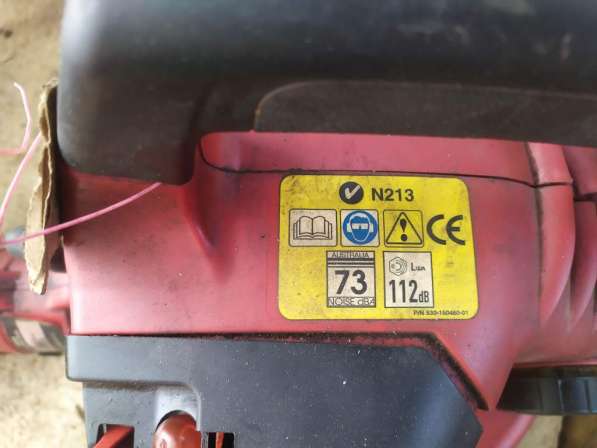 N213
CE
AUSTRALIA
73
NOISE dBA
LWA
112dB
P/N 530-150460-01